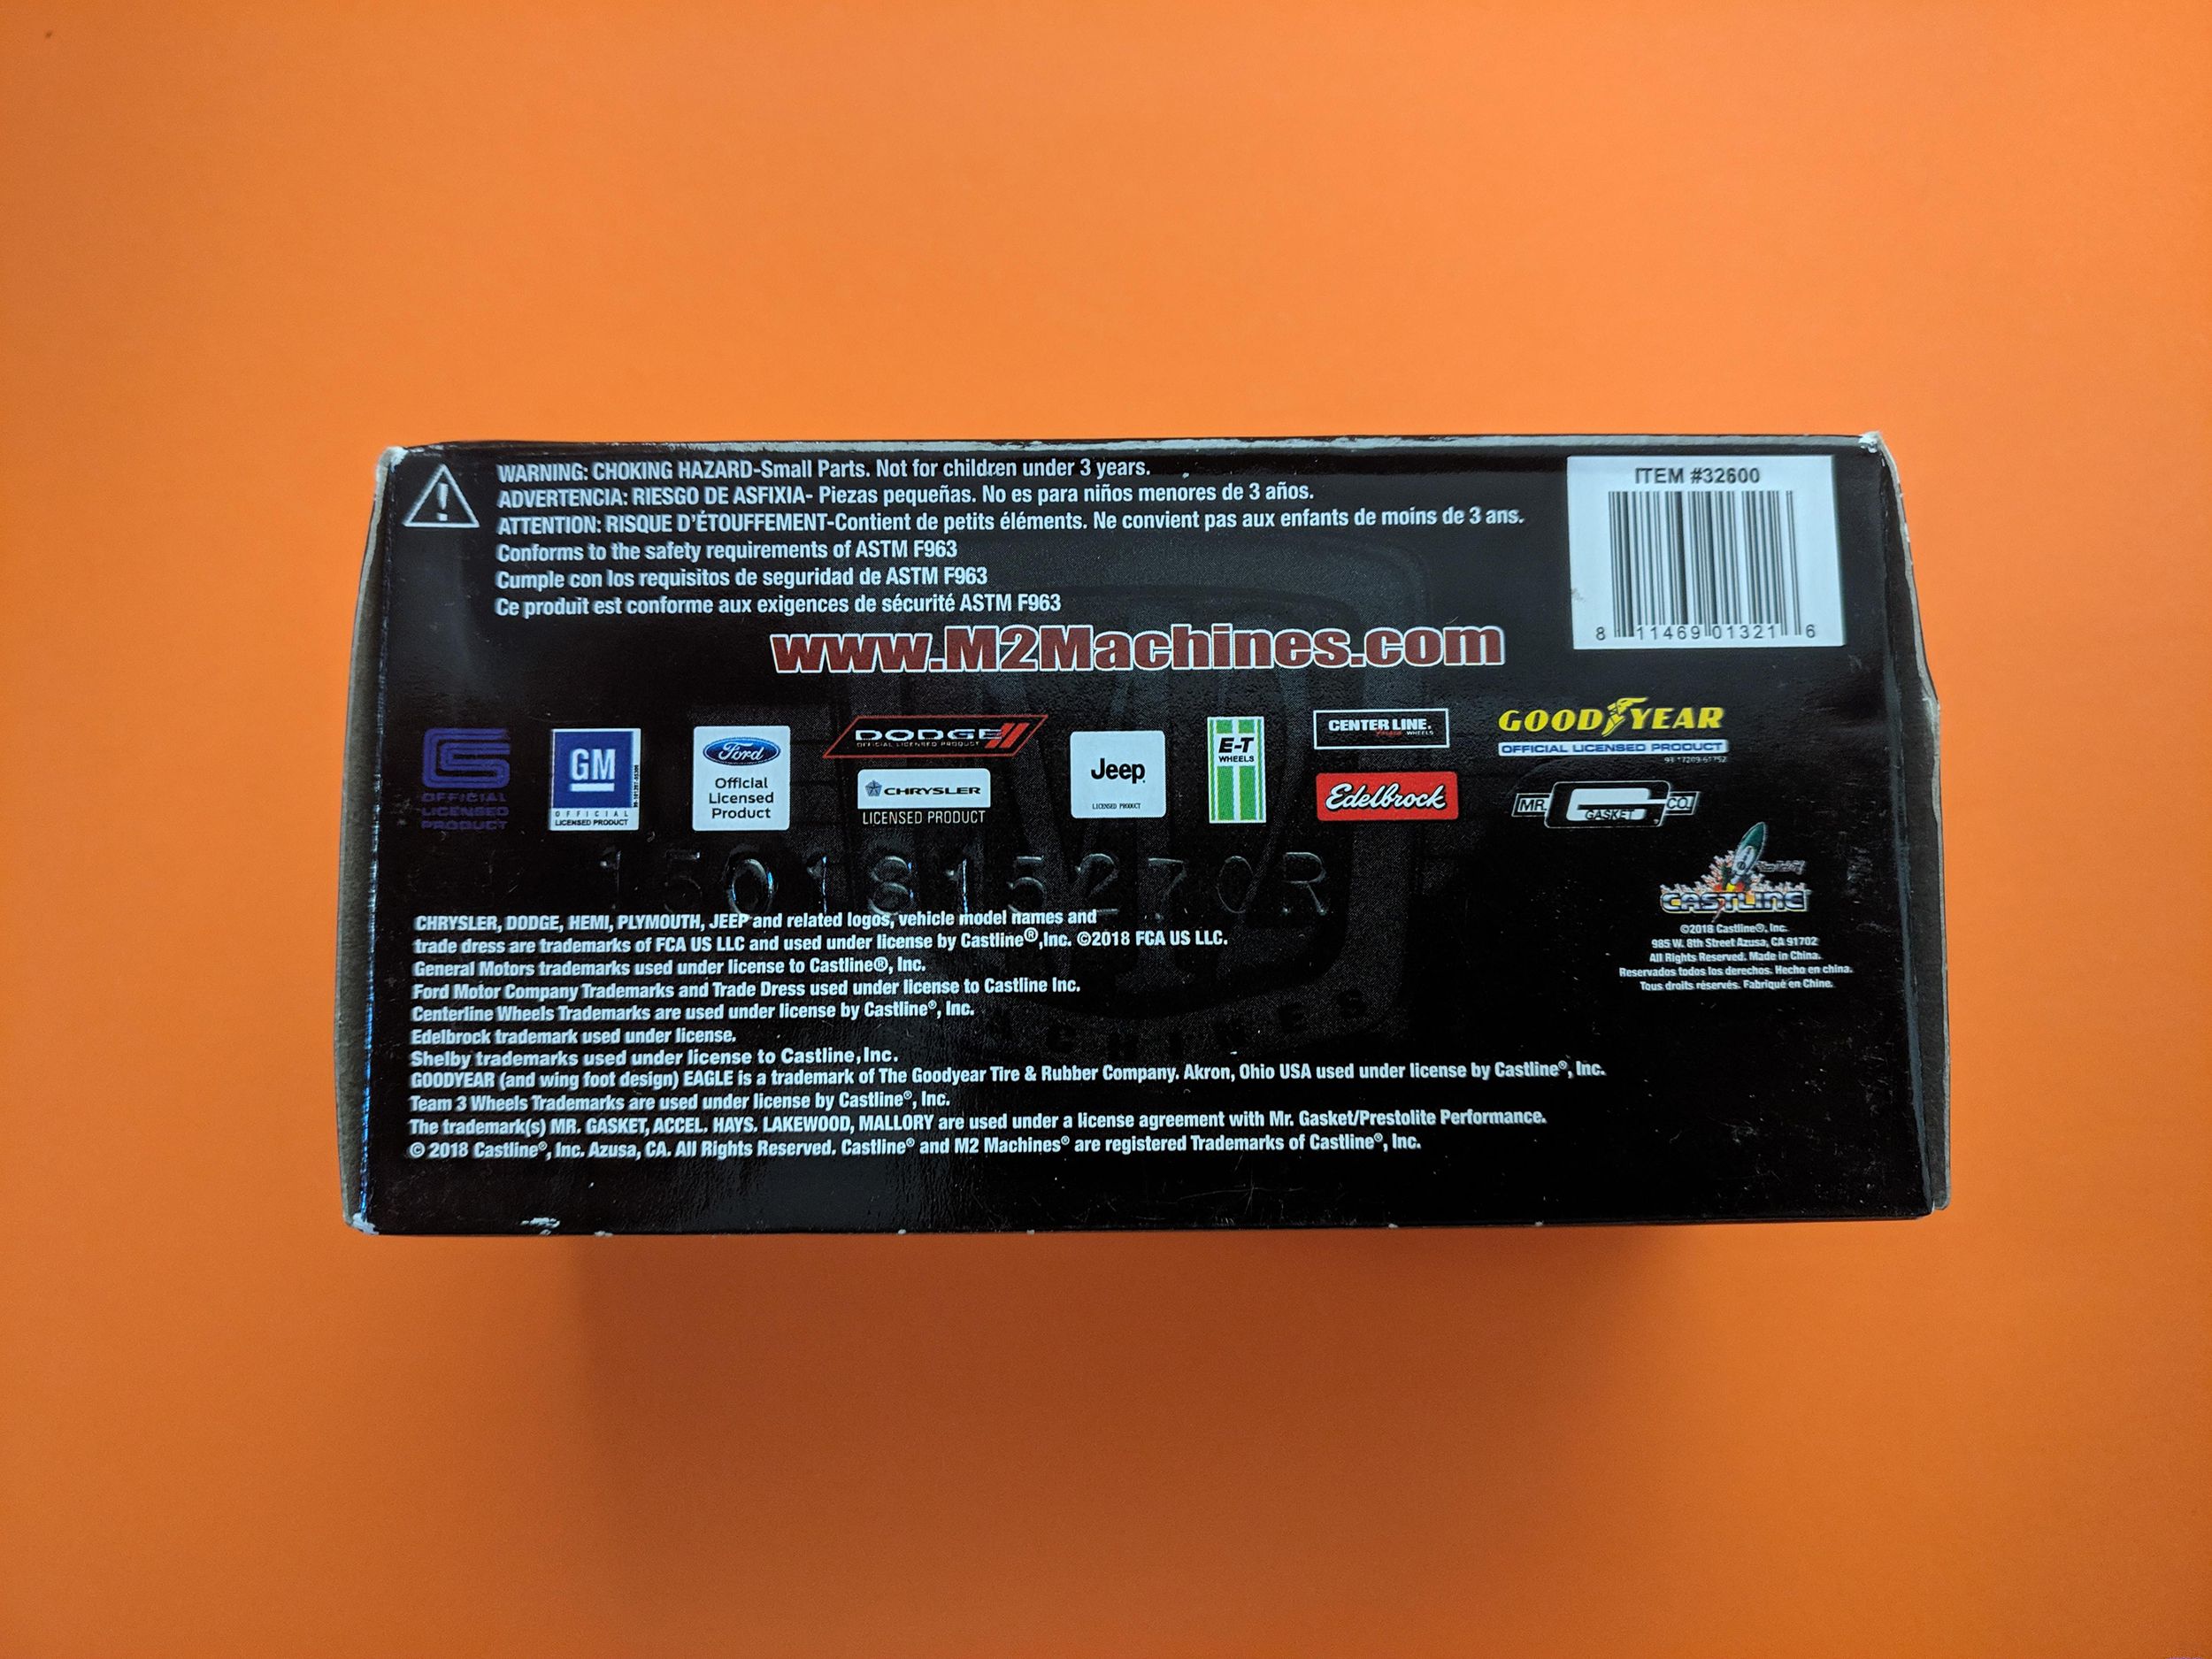 WARNING: CHOKING HAZARD-Small Parts. Not for children under 3 years.
ADVERTENCIA: RIESGO DE ASFIXIA- Piezas pequeñas. No es para niños menores de 3 años.
ATTENTION: RISQUE D'ÉTOUFFEMENT-Contient de petits éléments. Ne convient pas aux enfants de moins de 3 ans.
Conforms to the safety requirements of ASTM F963
Cumple con los requisitos de seguridad de ASTM F963
Ce produit est conforme aux exigences de sécurité ASTM F963
ITEM #32600
8 11469 01321 6
www.M2Machines.com
CS
OFFICIAL
LICENSED
PRODUCT
GM
OFFICIAL
LICENSED PRODUCT
Ford
Official
Licensed
Product
DODGE
OFFICIAL LICENSED PRODUCT
CHRYSLER
LICENSED PRODUCT
Jeep
LICENSED PRODUCT
E-T
WHEELS
CENTER LINE.
WHEELS
Edelbrock
GOODYEAR
OFFICIAL LICENSED PRODUCT
MR. GASKET CO.
150181527OR
CHRYSLER, DODGE, HEMI, PLYMOUTH, JEEP and related logos, vehicle model names and
trade dress are trademarks of FCA US LLC and used under license by Castline®,Inc. ©2018 FCA US LLC.
General Motors trademarks used under license to Castline®, Inc.
Ford Motor Company Trademarks and Trade Dress used under license to Castline Inc.
Centerline Wheels Trademarks are used under license by Castline®, Inc.
Edelbrock trademark used under license.
Shelby trademarks used under license to Castline,Inc.
GOODYEAR (and wing foot design) EAGLE is a trademark of The Goodyear Tire & Rubber Company. Akron, Ohio USA used under license by Castline®, Inc.
Team 3 Wheels Trademarks are used under license by Castline®, Inc.
The trademark(s) MR. GASKET, ACCEL. HAYS. LAKEWOOD, MALLORY are used under a license agreement with Mr. Gasket/Prestolite Performance.
© 2018 Castline®, Inc. Azusa, CA. All Rights Reserved. Castline® and M2 Machines® are registered Trademarks of Castline®, Inc.
CASTLINE
©2018 Castline®, Inc.
985 W. 8th Street Azusa, CA 91702
All Rights Reserved. Made in China.
Reservados todos los derechos. Hecho en china.
Tous droits réservés. Fabriqué en Chine.